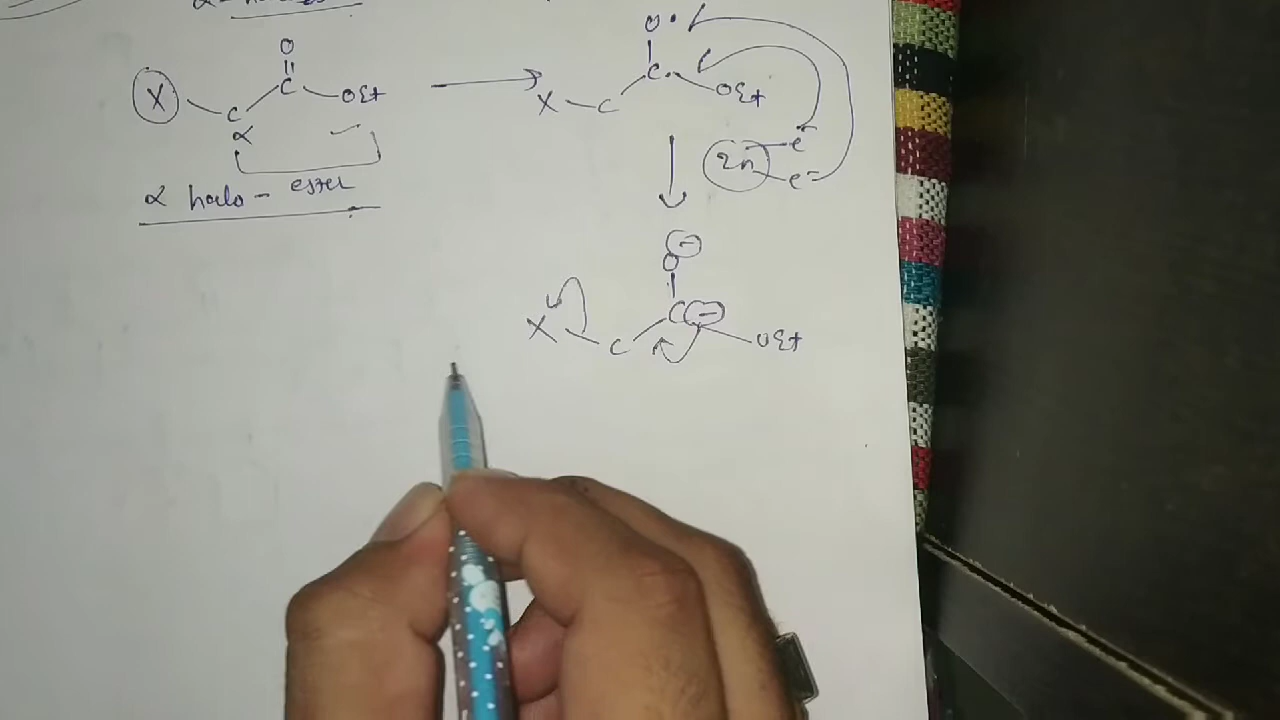 O
||
X C OEt
C
α
α halo - ester
O •
C •
X C OEt
Zn e⁻
e⁻
⊖
O
C ⊖
X C OEt